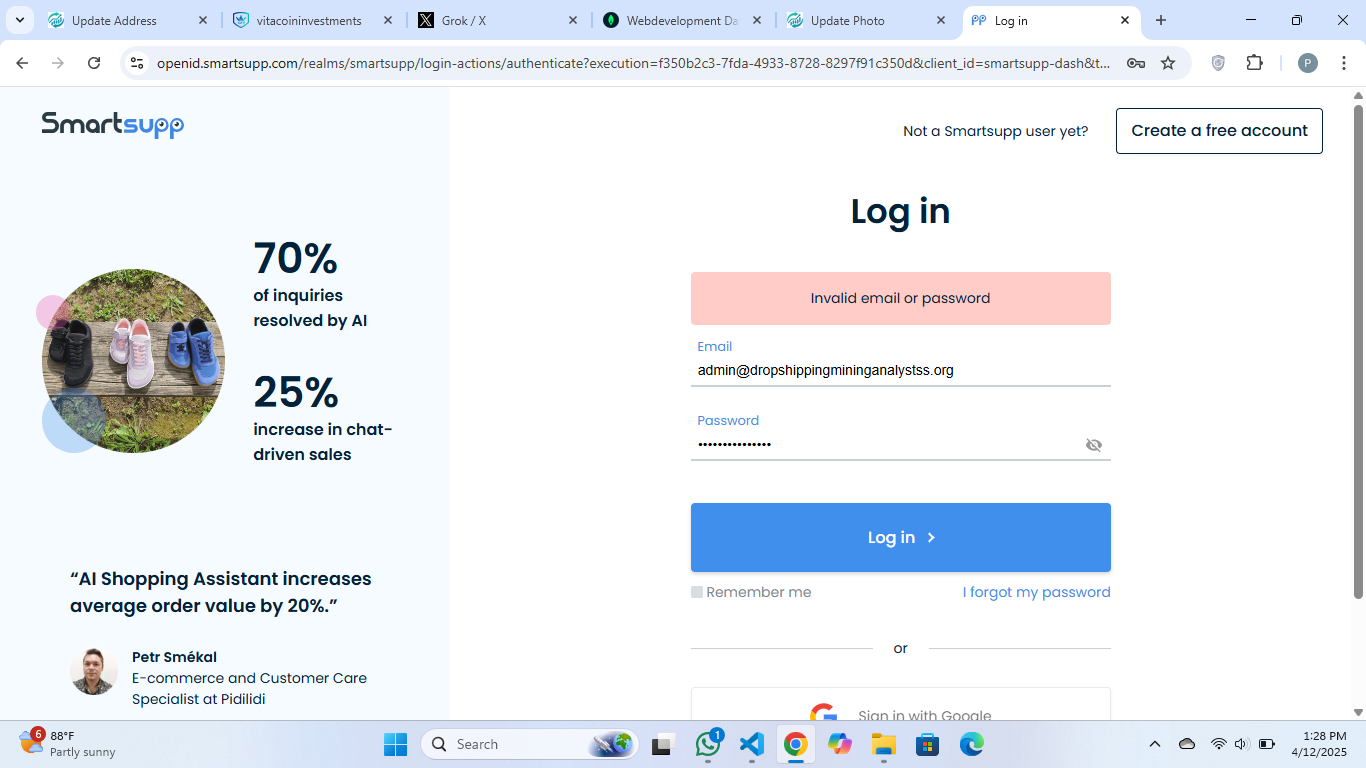 Update Address
vitacoininvestments
Grok / X
Webdevelopment Da
Update Photo
Log in
openid.smartsupp.com/realms/smartsupp/login-actions/authenticate?execution=f350b2c3-7fda-4933-8728-8297f91c350d&client_id=smartsupp-dash&t...
P
Smartsupp
Not a Smartsupp user yet?
Create a free account
Log in
70%
of inquiries
resolved by AI
25%
increase in chat-
driven sales
Invalid email or password
Email
admin@dropshippingmininganalystss.org
Password
•••••••••••••••
Log in
Remember me
I forgot my password
or
Sign in with Google
“AI Shopping Assistant increases
average order value by 20%.”
Petr Smékal
E-commerce and Customer Care
Specialist at Pidilidi
6
88°F
Partly sunny
Search
1
1:28 PM
4/12/2025